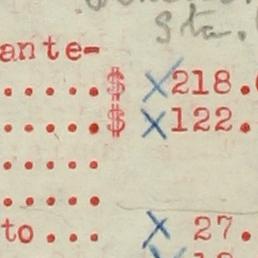 Sta.
ante-
.....$ X218.
.....$ X122.
.....
.....
to... X 27.